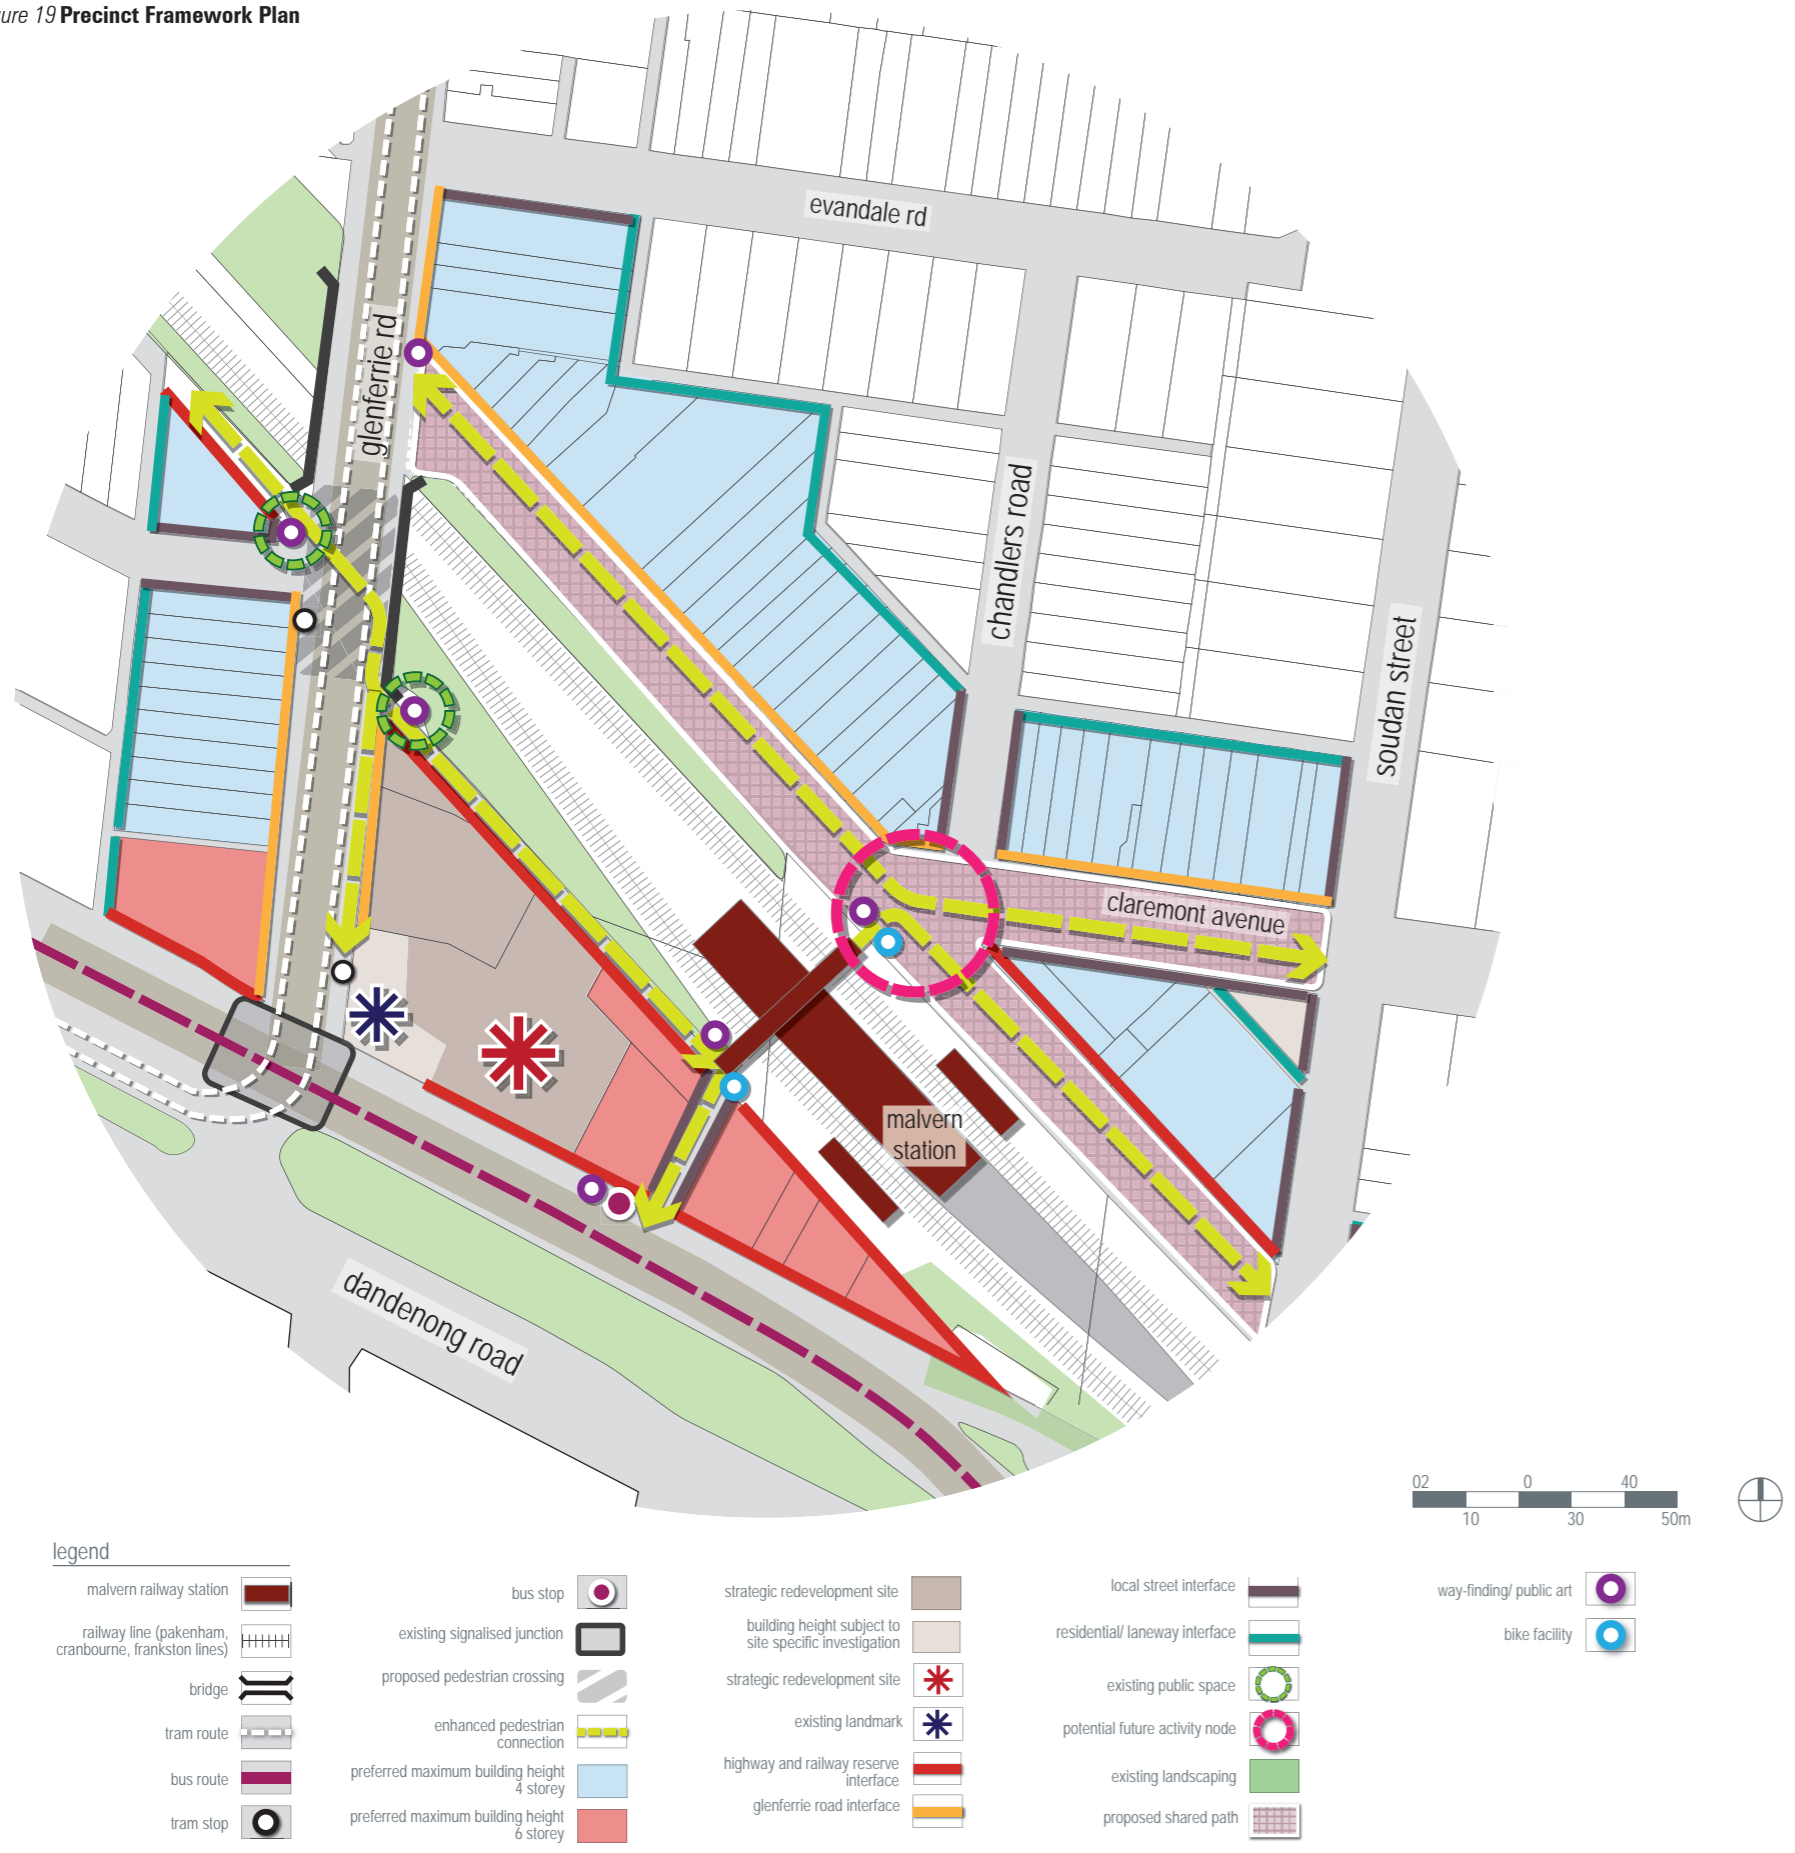 ure 19 Precinct Framework Plan
evandale rd
glenferrie rd
chandlers road
soudan street
claremont avenue
malvern
station
dandenong road
02 0 40
10 30 50m
legend
malvern railway station
railway line (pakenham,
cranbourne, frankston lines)
bridge
tram route
bus route
tram stop
bus stop
existing signalised junction
proposed pedestrian crossing
enhanced pedestrian
connection
preferred maximum building height
4 storey
preferred maximum building height
6 storey
strategic redevelopment site
building height subject to
site specific investigation
strategic redevelopment site
existing landmark
highway and railway reserve
interface
glenferrie road interface
local street interface
residential/ laneway interface
existing public space
potential future activity node
existing landscaping
proposed shared path
way-finding/ public art
bike facility